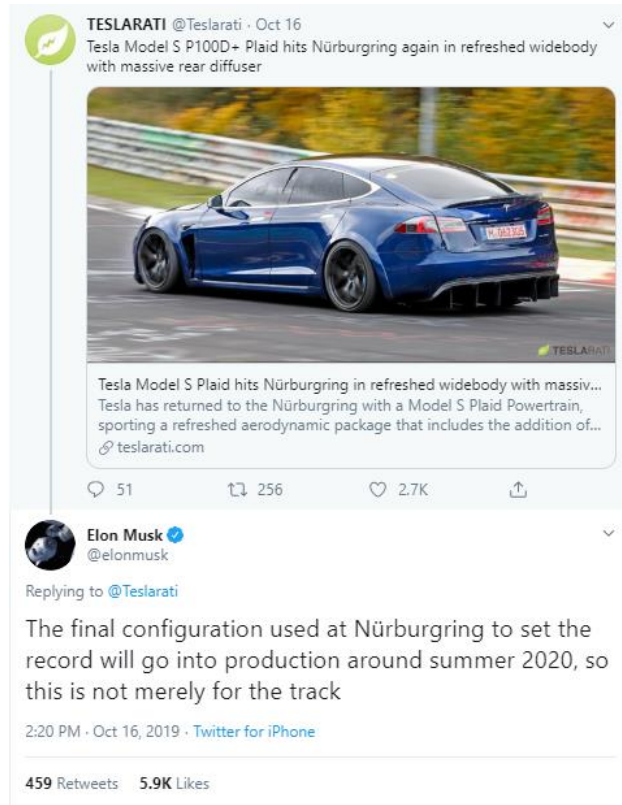 TESLARATI @Teslarati · Oct 16
Tesla Model S P100D+ Plaid hits Nürburgring again in refreshed widebody
with massive rear diffuser
TESLARATI
Tesla Model S Plaid hits Nürburgring in refreshed widebody with massiv...
Tesla has returned to the Nürburgring with a Model S Plaid Powertrain,
sporting a refreshed aerodynamic package that includes the addition of...
teslarati.com
51 256 2.7K
Elon Musk
@elonmusk
Replying to @Teslarati
The final configuration used at Nürburgring to set the
record will go into production around summer 2020, so
this is not merely for the track
2:20 PM · Oct 16, 2019 · Twitter for iPhone
459 Retweets 5.9K Likes